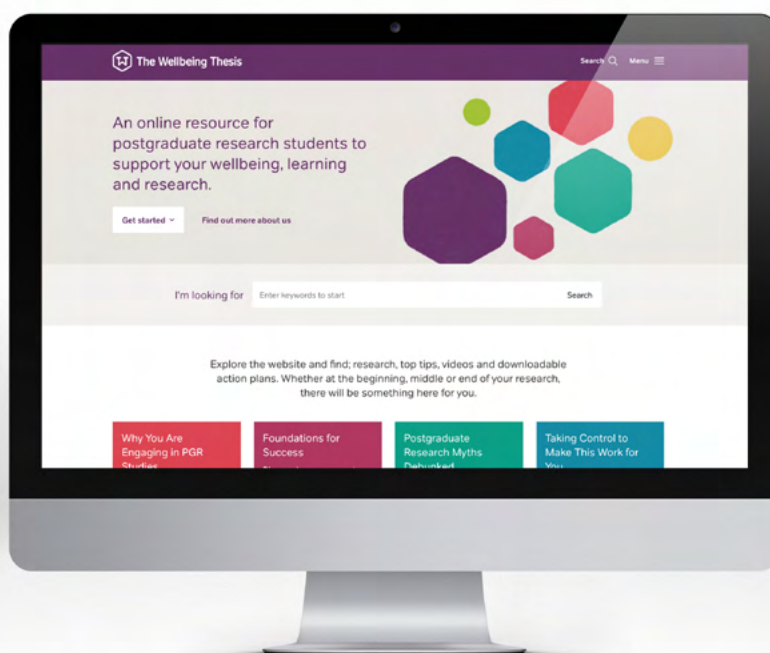 The Wellbeing Thesis
Search
Menu
An online resource for
postgraduate research students to
support your wellbeing, learning
and research.
Get started
Find out more about us
I'm looking for
Enter keywords to start
Search
Explore the website and find; research, top tips, videos and downloadable
action plans. Whether at the beginning, middle or end of your research,
there will be something here for you.
Why You Are
Engaging in PGR
Studies
Foundations for
Success
Postgraduate
Research Myths
Debunked
Taking Control to
Make This Work for
You